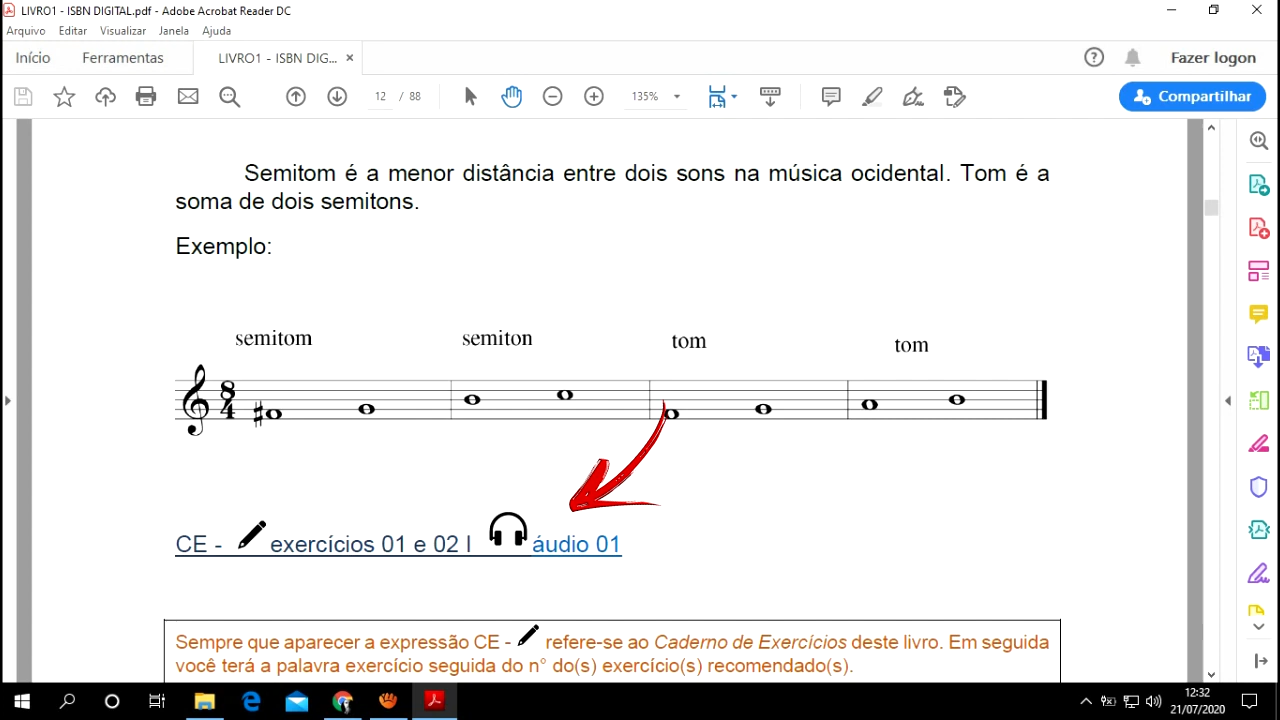 LIVRO1 - ISBN DIGITAL.pdf - Adobe Acrobat Reader DC
Arquivo Editar Visualizar Janela Ajuda
Início Ferramentas LIVRO1 - ISBN DIG... × Fazer logon
12 / 88 135% Compartilhar
Semitom é a menor distância entre dois sons na música ocidental. Tom é a
soma de dois semitons.
Exemplo:
semitom semiton tom tom
8
4
CE - exercícios 01 e 02 l áudio 01
Sempre que aparecer a expressão CE - refere-se ao Caderno de Exercícios deste livro. Em seguida
você terá a palavra exercício seguida do n° do(s) exercício(s) recomendado(s).
12:32
21/07/2020